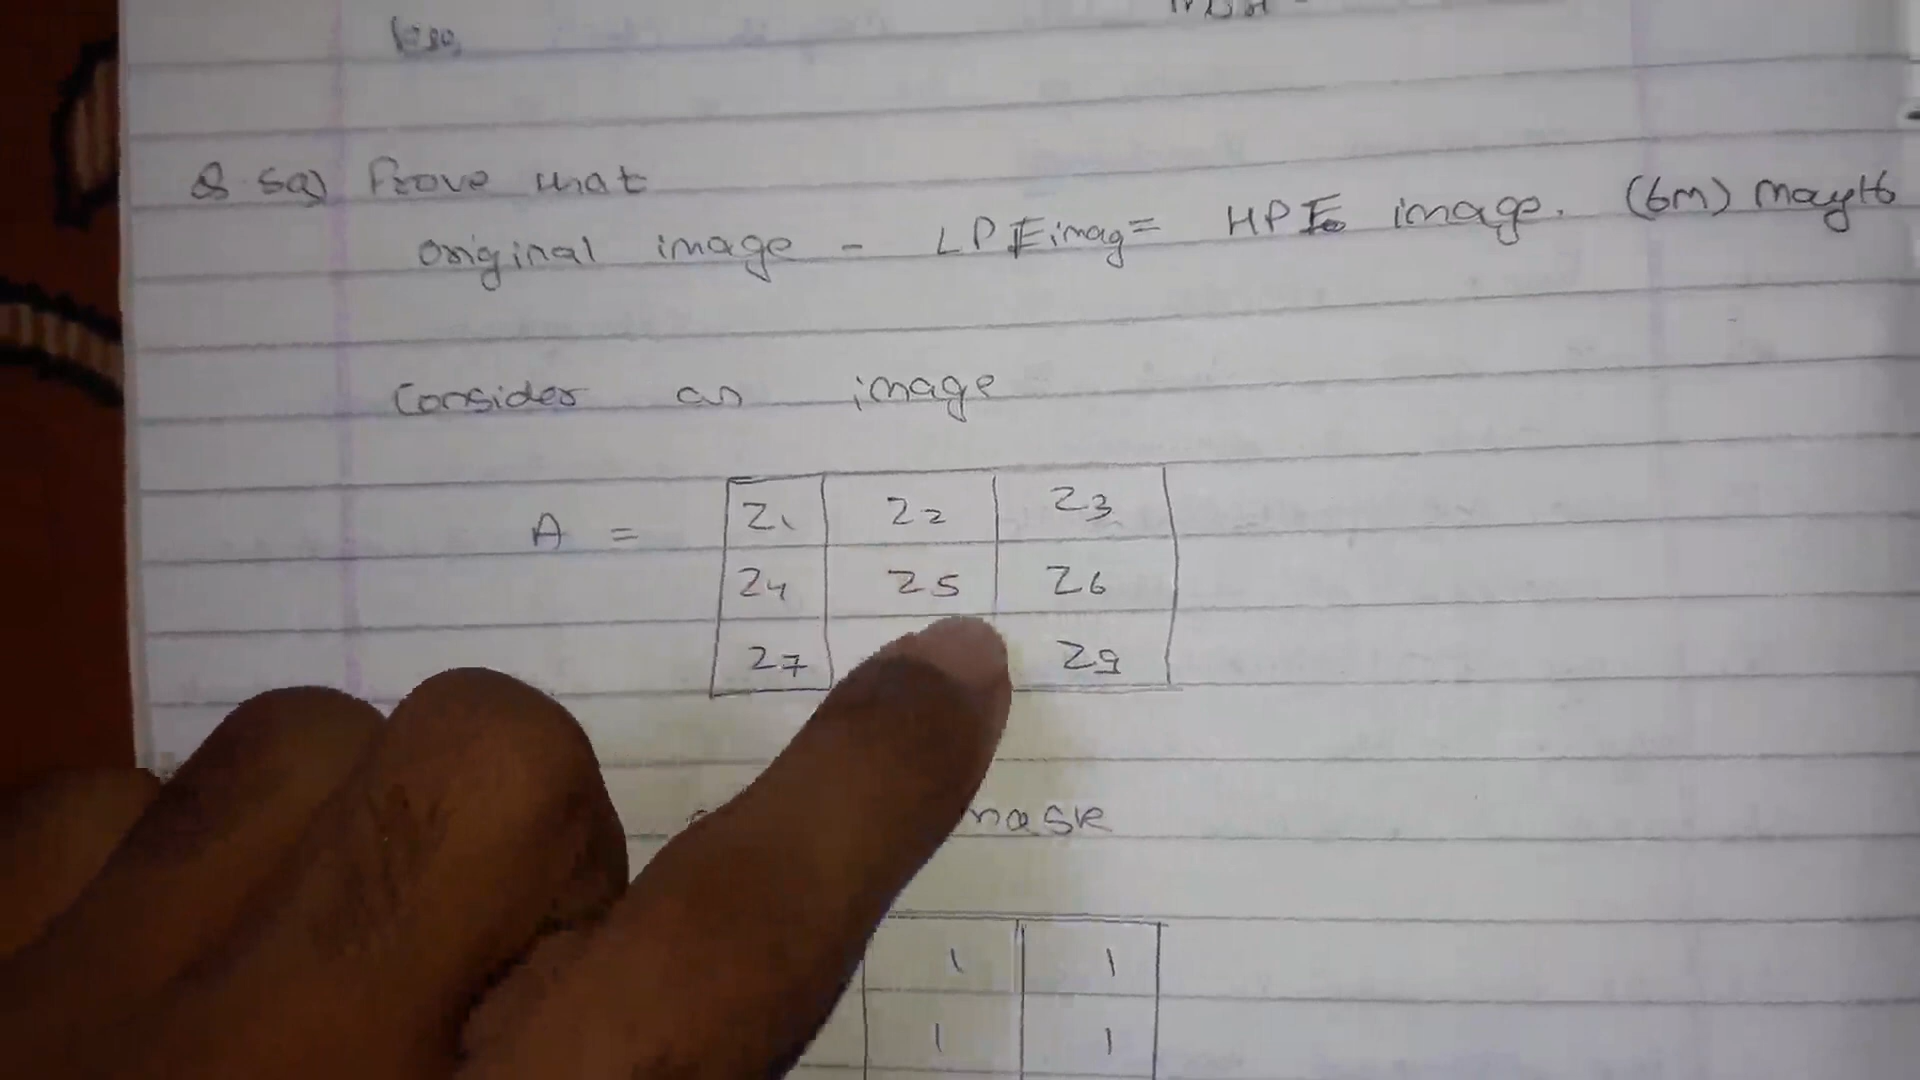 Q 5a) Prove that
original image - LPF imag = HPF image. (6M) May16
Consider an image
A =
Z1 Z2 Z3
Z4 Z5 Z6
Z7 Z9
mask
1 1
1 1